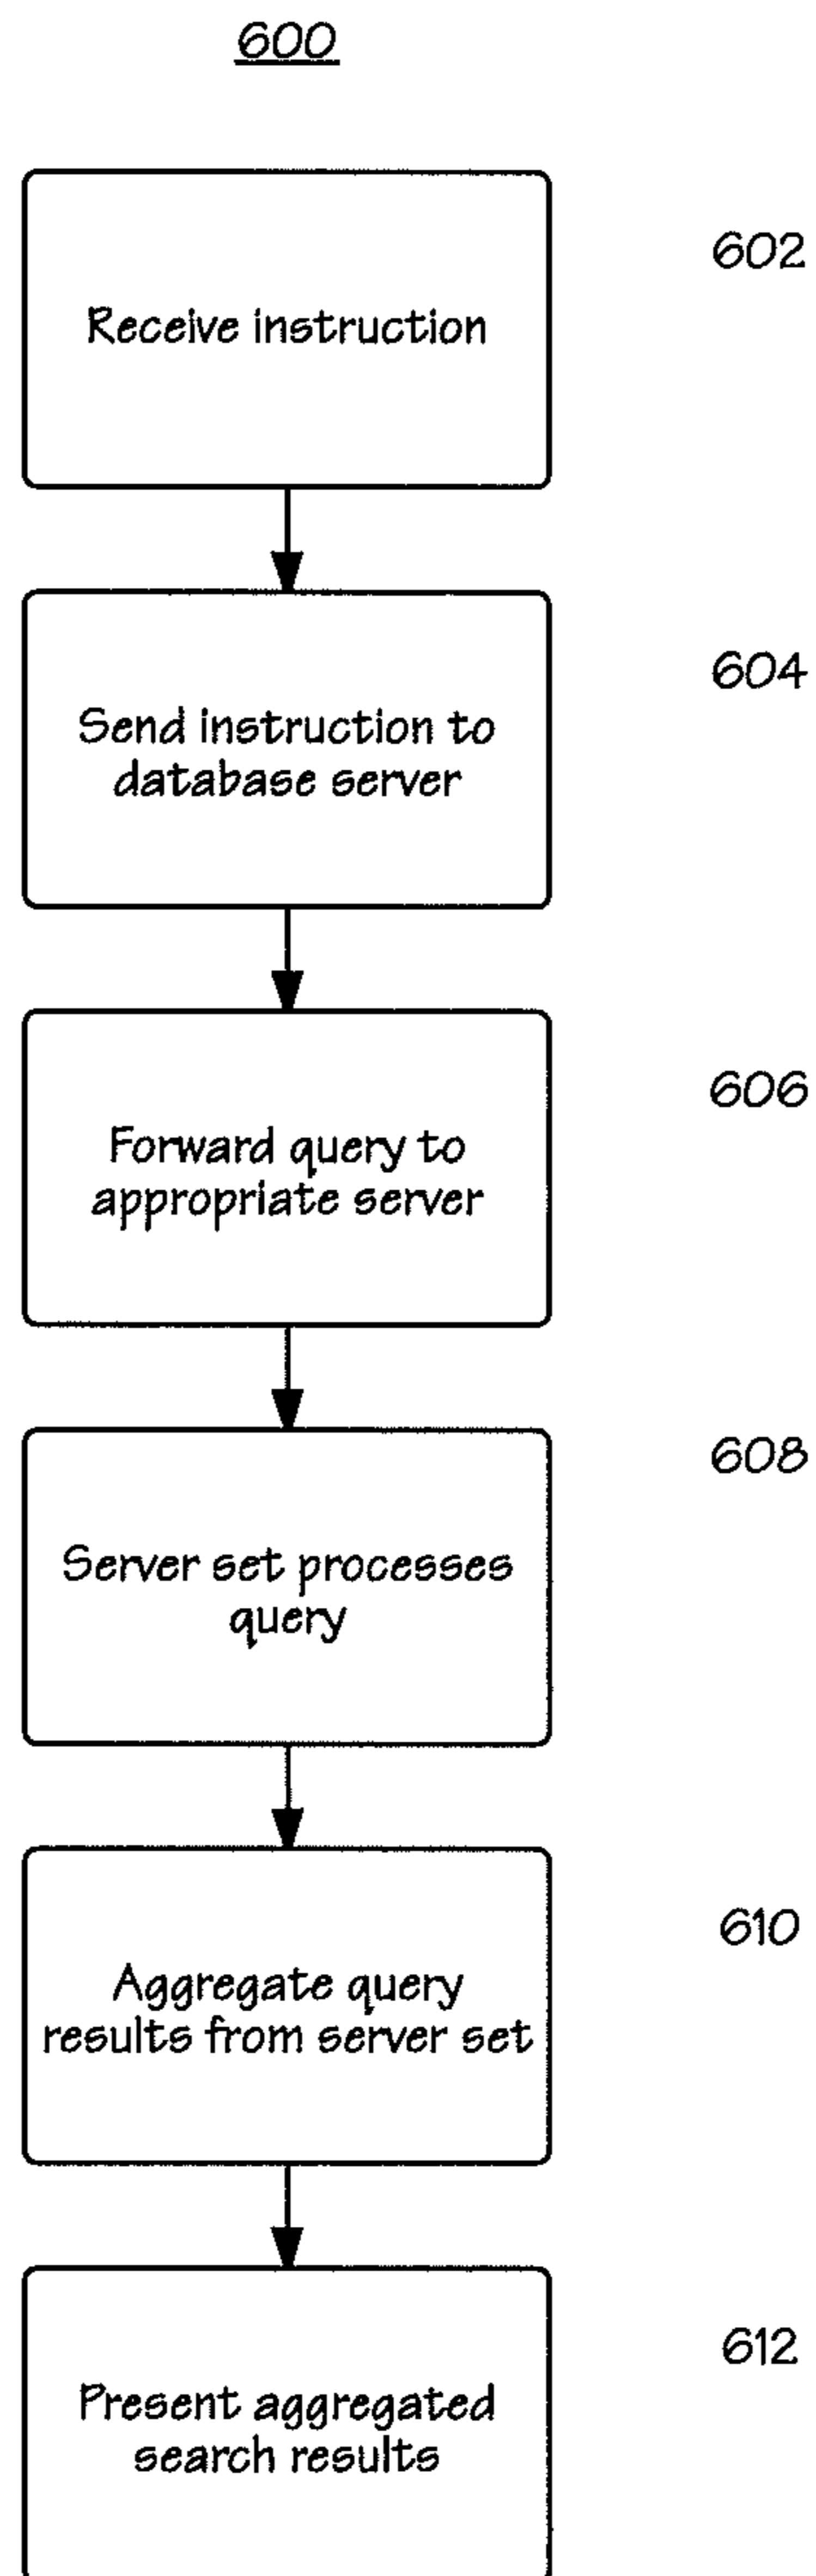 600
Receive instruction
602
Send instruction to
database server
604
Forward query to
appropriate server
606
Server set processes
query
608
Aggregate query
results from server set
610
Present aggregated
search results
612